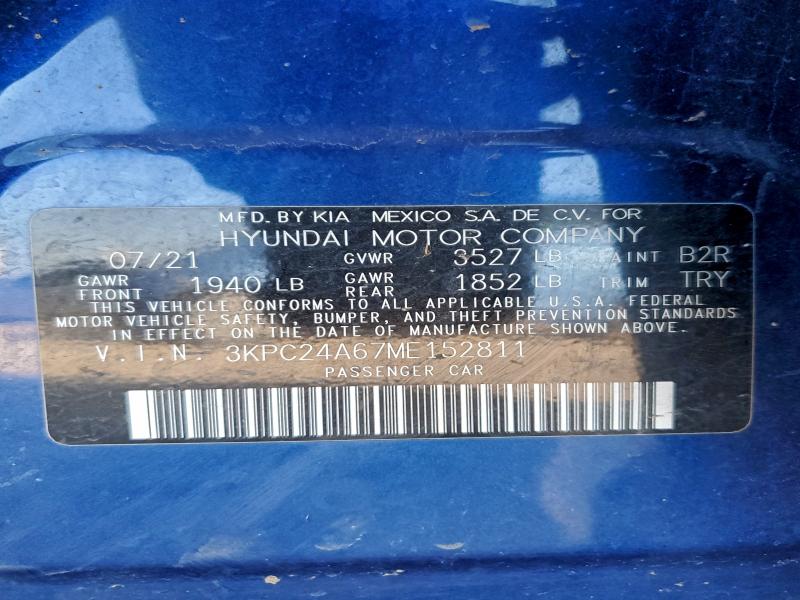 MFD. BY KIA MEXICO S.A. DE C.V. FOR
HYUNDAI MOTOR COMPANY
07/21 GVWR 3527 LB PAINT B2R
GAWR FRONT 1940 LB GAWR REAR 1852 LB TRIM TRY
THIS VEHICLE CONFORMS TO ALL APPLICABLE U.S.A. FEDERAL
MOTOR VEHICLE SAFETY, BUMPER, AND THEFT PREVENTION STANDARDS
IN EFFECT ON THE DATE OF MANUFACTURE SHOWN ABOVE.
V.I.N. 3KPC24A67ME152811
PASSENGER CAR